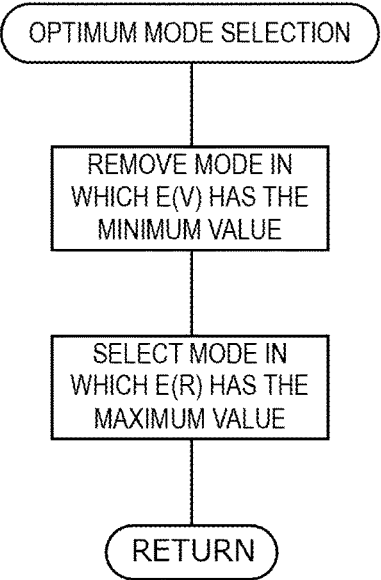 OPTIMUM MODE SELECTION
REMOVE MODE IN
WHICH E(V) HAS THE
MINIMUM VALUE
SELECT MODE IN
WHICH E(R) HAS THE
MAXIMUM VALUE
RETURN